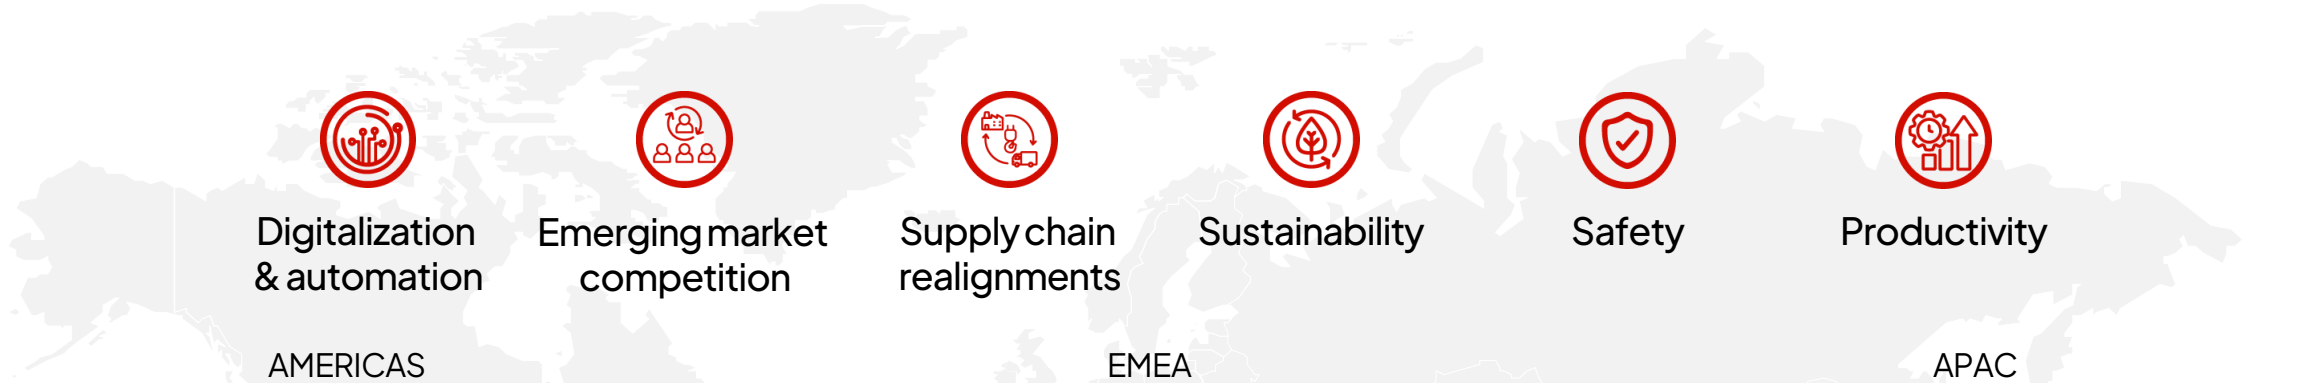 Digitalization
& automation
Emerging market
competition
Supply chain
realignments
Sustainability
Safety
Productivity
AMERICAS
EMEA
APAC